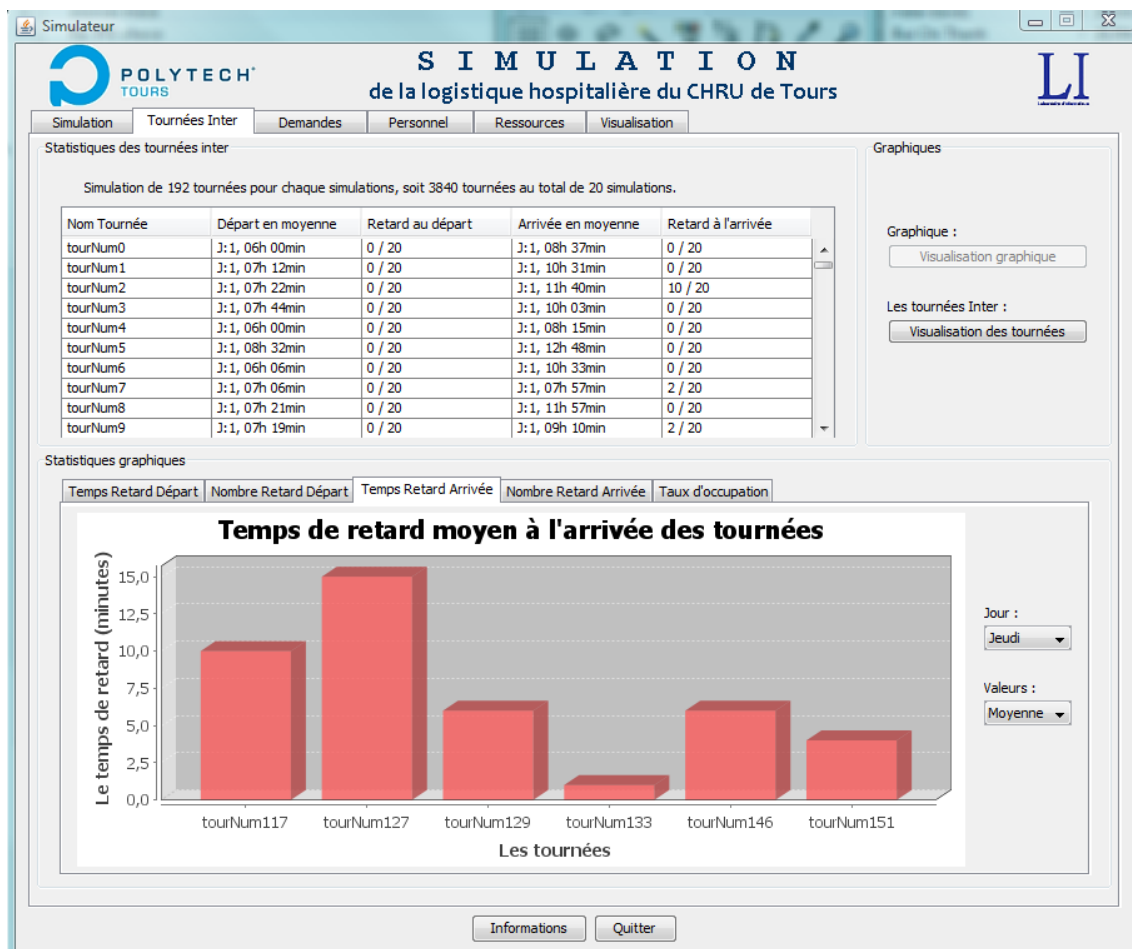 Simulateur
POLYTECH
TOURS
SIMULATION
de la logistique hospitalière du CHRU de Tours
LI
Simulation Tournées Inter Demandes Personnel Ressources Visualisation
Statistiques des tournées inter
Simulation de 192 tournées pour chaque simulations, soit 3840 tournées au total de 20 simulations.
Nom Tournée Départ en moyenne Retard au départ Arrivée en moyenne Retard à l'arrivée
tourNum0 J:1, 06h 00min 0 / 20 J:1, 08h 37min 0 / 20
tourNum1 J:1, 07h 12min 0 / 20 J:1, 10h 31min 0 / 20
tourNum2 J:1, 07h 22min 0 / 20 J:1, 11h 40min 10 / 20
tourNum3 J:1, 07h 44min 0 / 20 J:1, 10h 03min 0 / 20
tourNum4 J:1, 06h 00min 0 / 20 J:1, 08h 15min 0 / 20
tourNum5 J:1, 08h 32min 0 / 20 J:1, 12h 48min 0 / 20
tourNum6 J:1, 06h 06min 0 / 20 J:1, 10h 33min 0 / 20
tourNum7 J:1, 07h 06min 0 / 20 J:1, 07h 57min 2 / 20
tourNum8 J:1, 07h 21min 0 / 20 J:1, 11h 57min 0 / 20
tourNum9 J:1, 07h 19min 0 / 20 J:1, 09h 10min 2 / 20
Graphiques
Graphique :
Visualisation graphique
Les tournées Inter :
Visualisation des tournées
Statistiques graphiques
Temps Retard Départ Nombre Retard Départ Temps Retard Arrivée Nombre Retard Arrivée Taux d'occupation
Temps de retard moyen à l'arrivée des tournées
Le temps de retard (minutes)
15,0
12,5
10,0
7,5
5,0
2,5
0,0
tourNum117 tourNum127 tourNum129 tourNum133 tourNum146 tourNum151
Les tournées
Jour :
Jeudi
Valeurs :
Moyenne
Informations Quitter